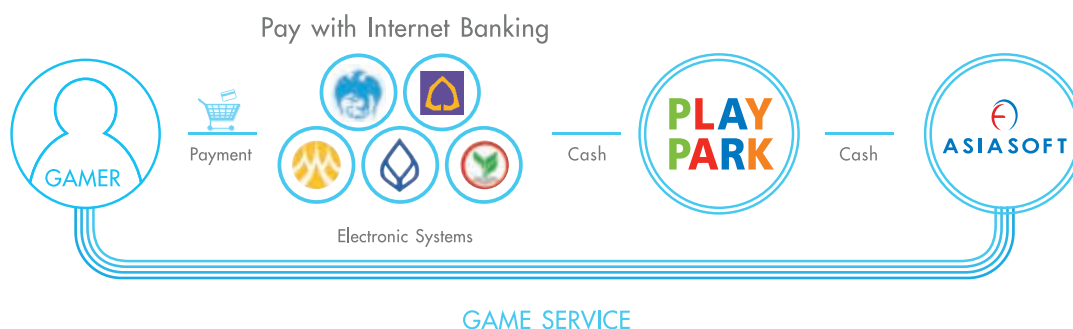 Pay with Internet Banking
GAMER
Payment
Electronic Systems
Cash
PLAY
PARK
Cash
ASIASOFT
GAME SERVICE